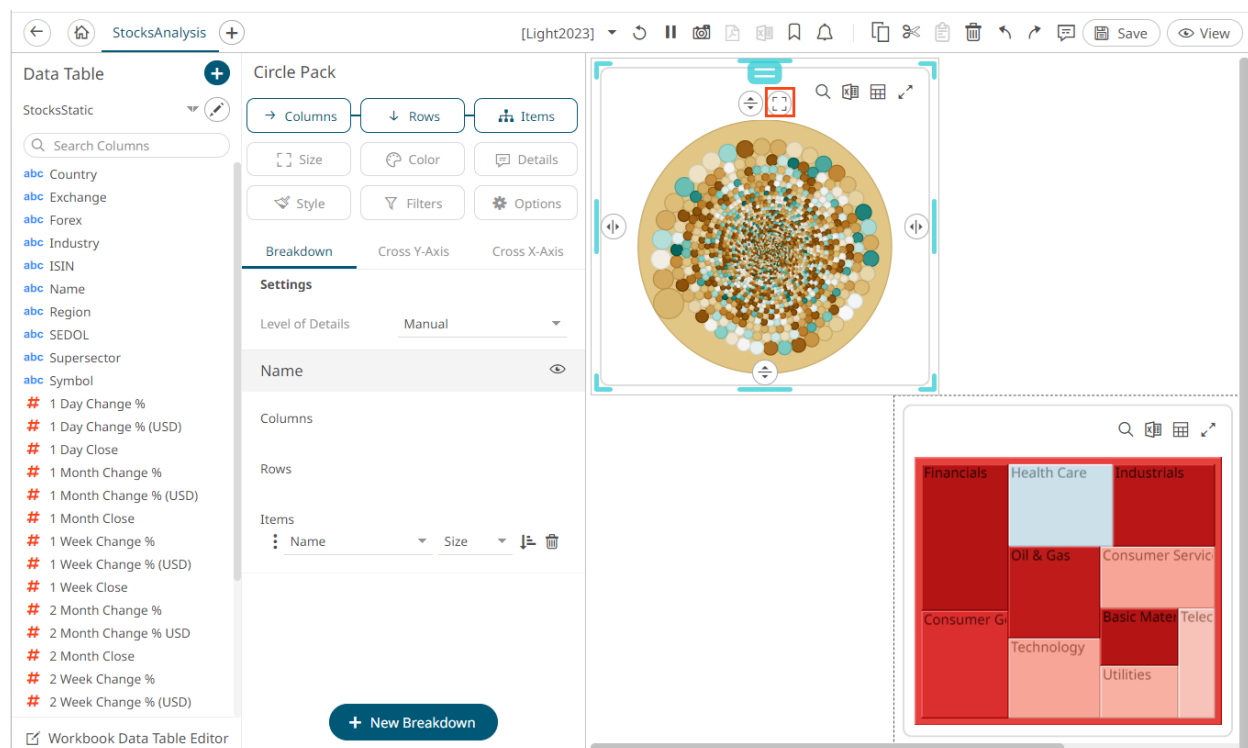 StocksAnalysis
[Light2023]
Save
View
Data Table
StocksStatic
Search Columns
abc Country
abc Exchange
abc Forex
abc Industry
abc ISIN
abc Name
abc Region
abc SEDOL
abc Supersector
abc Symbol
# 1 Day Change %
# 1 Day Change % (USD)
# 1 Day Close
# 1 Month Change %
# 1 Month Change % (USD)
# 1 Month Close
# 1 Week Change %
# 1 Week Change % (USD)
# 1 Week Close
# 2 Month Change %
# 2 Month Change % USD
# 2 Month Close
# 2 Week Change %
# 2 Week Change % (USD)
Workbook Data Table Editor
Circle Pack
Columns
Rows
Items
Size
Color
Details
Style
Filters
Options
Breakdown
Cross Y-Axis
Cross X-Axis
Settings
Level of Details
Manual
Name
Columns
Rows
Items
Name
Size
+ New Breakdown
Financials
Health Care
Industrials
Oil & Gas
Consumer Servic
Consumer G
Basic Mater
Telec
Technology
Utilities